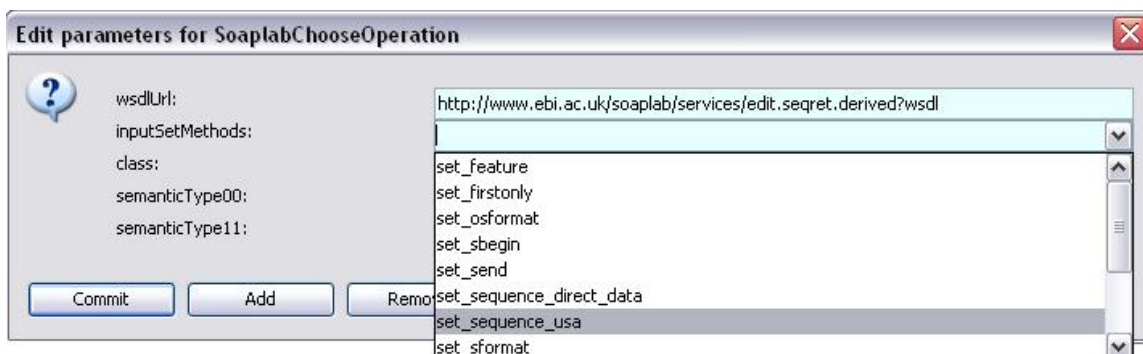 Edit parameters for SoaplabChooseOperation
wsdlUrl:
http://www.ebi.ac.uk/soaplab/services/edit.seqret.derived?wsdl
inputSetMethods:
class:
semanticType00:
semanticType11:
set_feature
set_firstonly
set_osformat
set_sbegin
set_send
set_sequence_direct_data
set_sequence_usa
set_sformat
Commit
Add
Remo